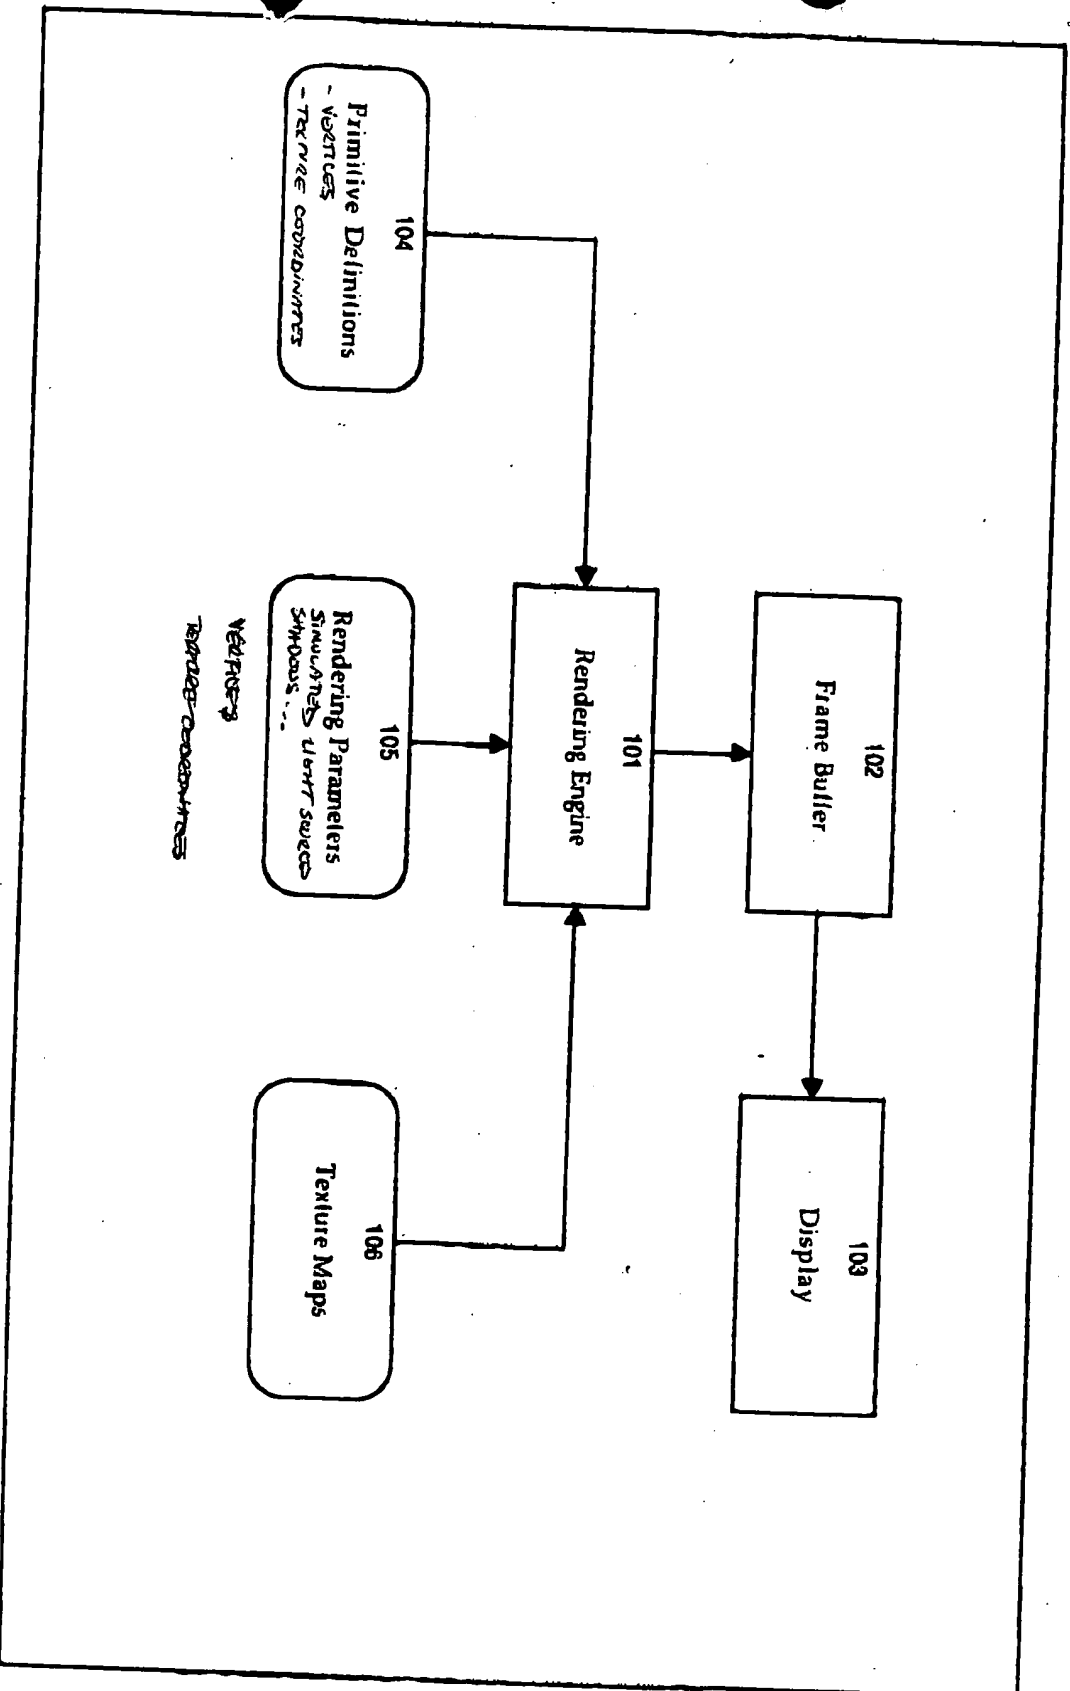 102
Frame Buffer
103
Display
101
Rendering Engine
104
Primitive Definitions
- VERTICES
- TEXTURE COORDINATES
105
Rendering Parameters
SIMULATED LIGHT SOURCES
SHADOWS...
106
Texture Maps
VERTICES
TEXTURE COORDINATES